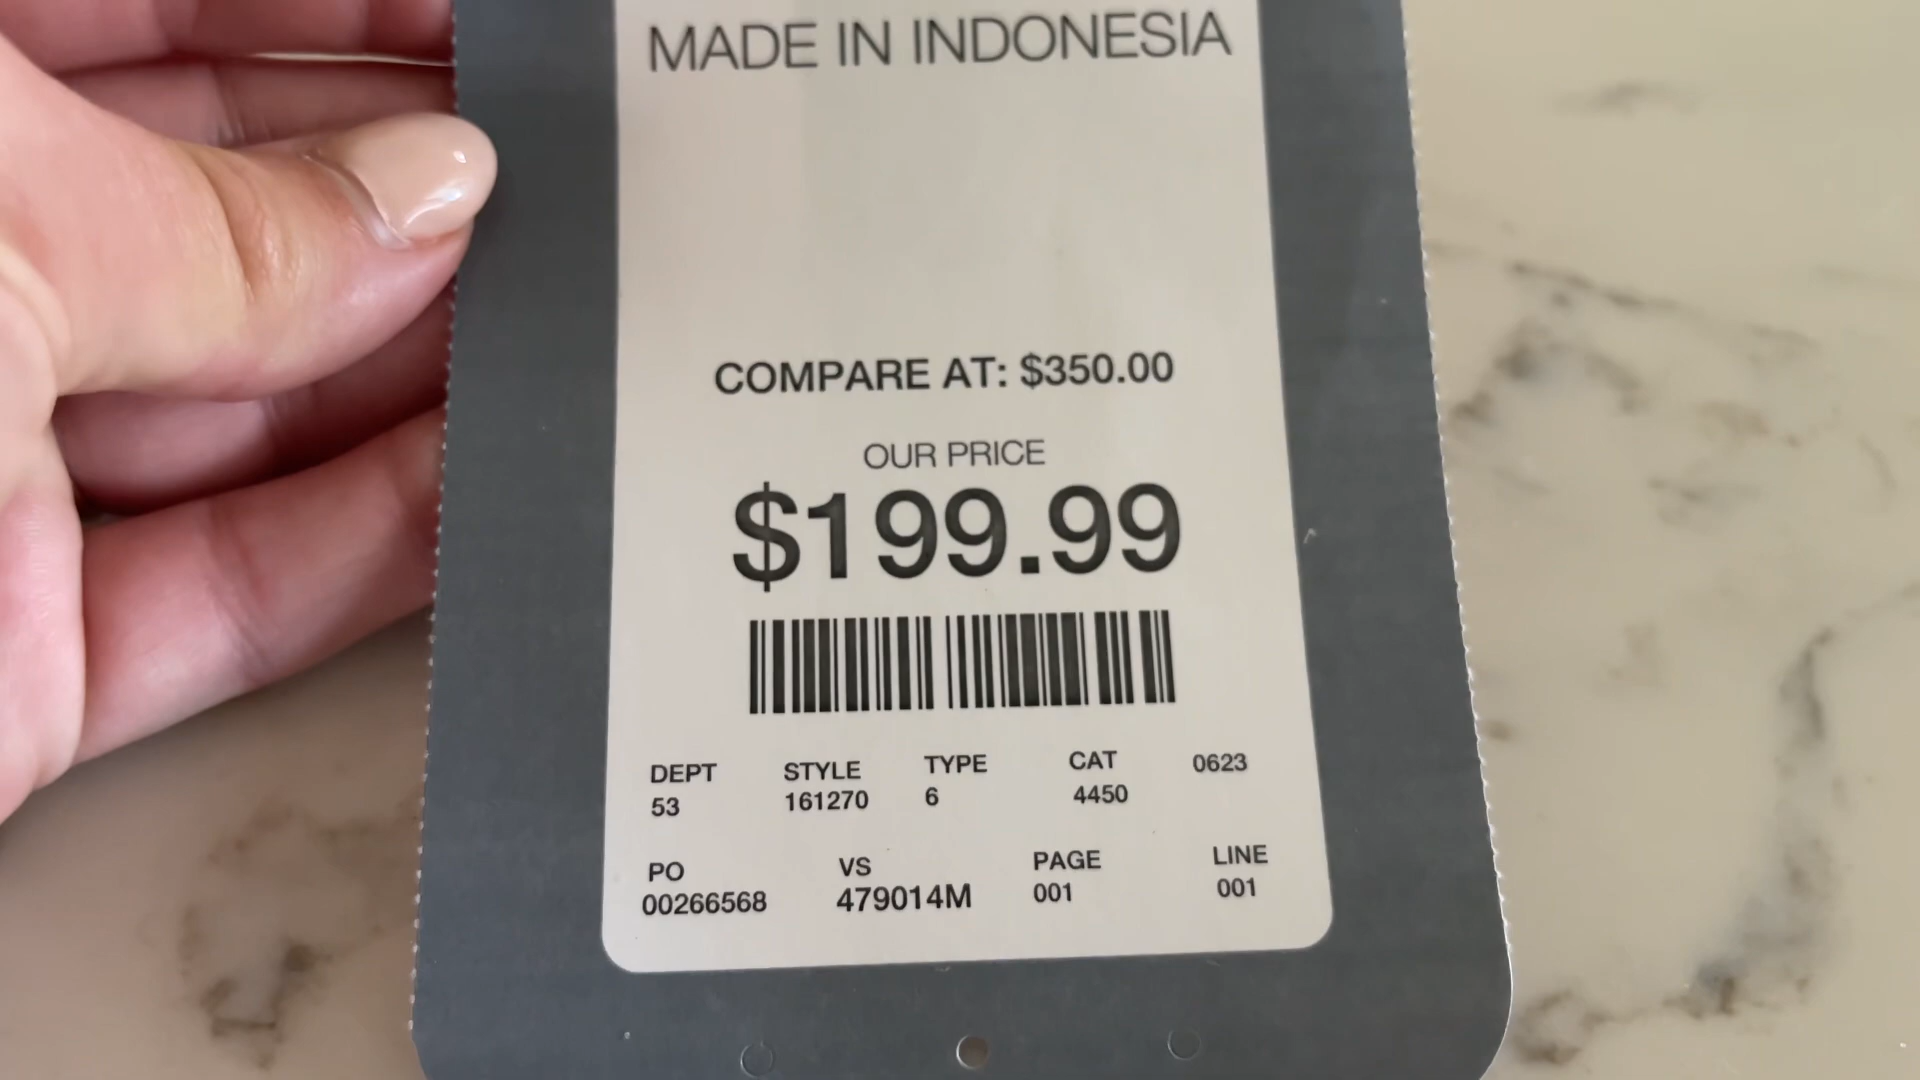 MADE IN INDONESIA
COMPARE AT: $350.00
OUR PRICE
$199.99
DEPT STYLE TYPE CAT 0623
53 161270 6 4450
PO VS PAGE LINE
00266568 479014M 001 001